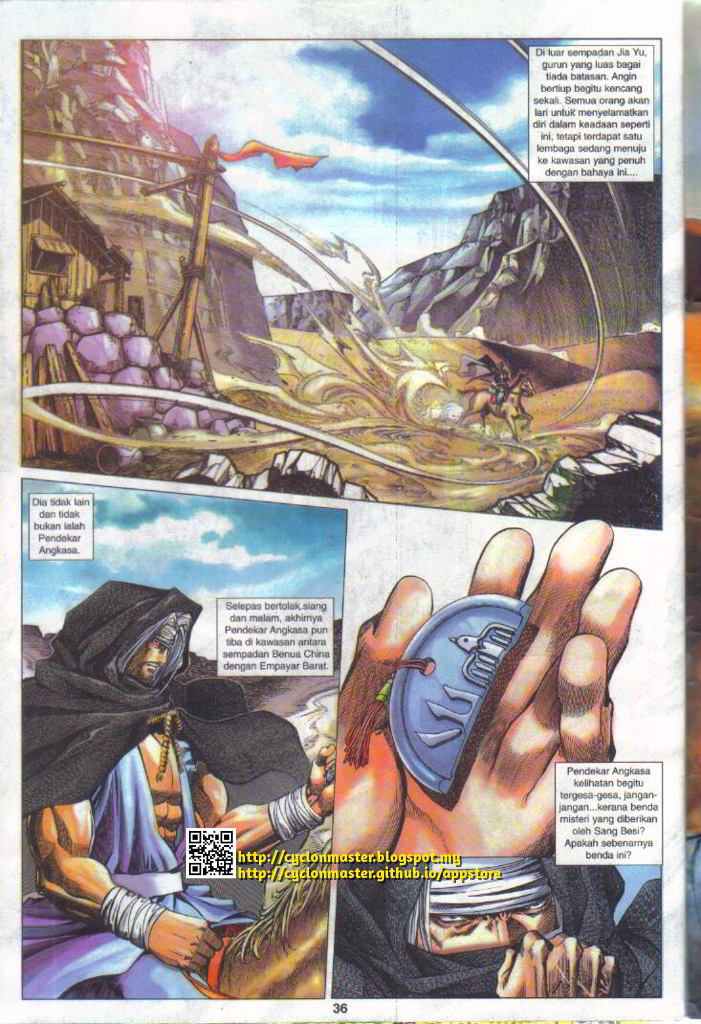 Di luar sempadan Jia Yu,
gurun yang luas bagai
tiada batasan. Angin
bertiup begitu kencang
sekali. Semua orang akan
lari untuk menyelamatkan
diri dalam keadaan seperti
ini, tetapi terdapat satu
lembaga sedang menuju
ke kawasan yang penuh
dengan bahaya ini....
Dia tidak lain
dan tidak
bukan ialah
Pendekar
Angkasa.
Selepas bertolak,siang
dan malam, akhirnya
Pendekar Angkasa pun
tiba di kawasan antara
sempadan Benua China
dengan Empayar Barat.
Pendekar Angkasa
kelihatan begitu
tergesa-gesa, jangan-
jangan...kerana benda
misteri yang diberikan
oleh Sang Besi?
Apakah sebenarnya
benda ini?
http://cyclonmaster.blogspot.my
http://cyclonmaster.github.io/appstore
36